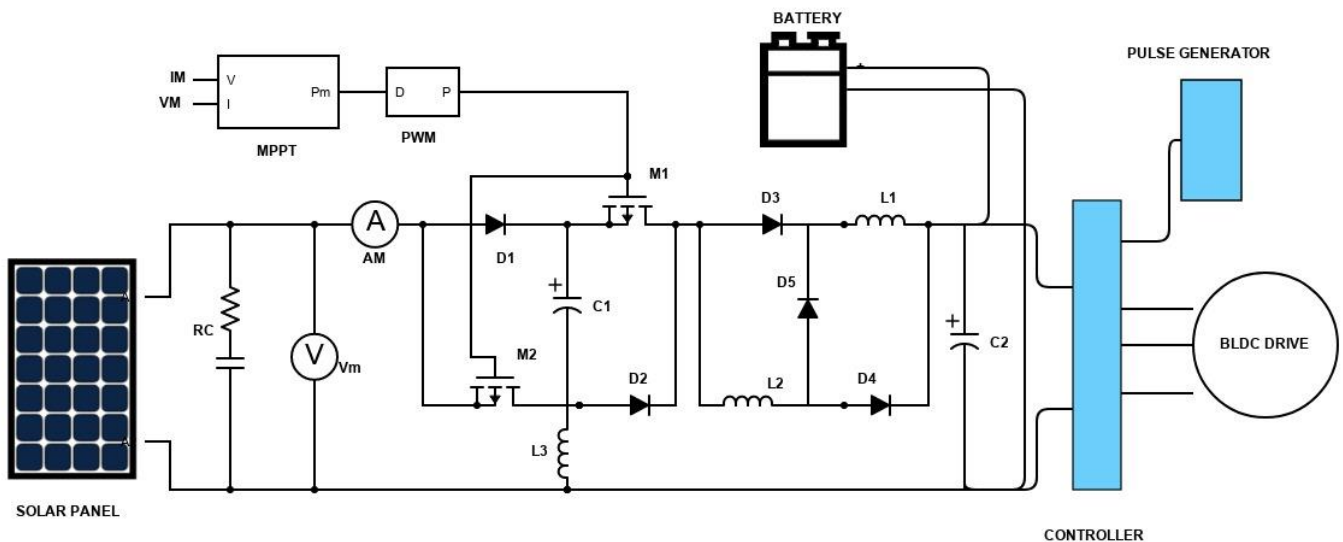 BATTERY
PULSE GENERATOR
IM
V
VM
I
Pm
D
P
MPPT
PWM
+
M1
A
AM
D1
D3
L1
D5
A
RC
+
C1
V
Vm
M2
D2
L2
D4
+
C2
BLDC DRIVE
A
L3
SOLAR PANEL
CONTROLLER